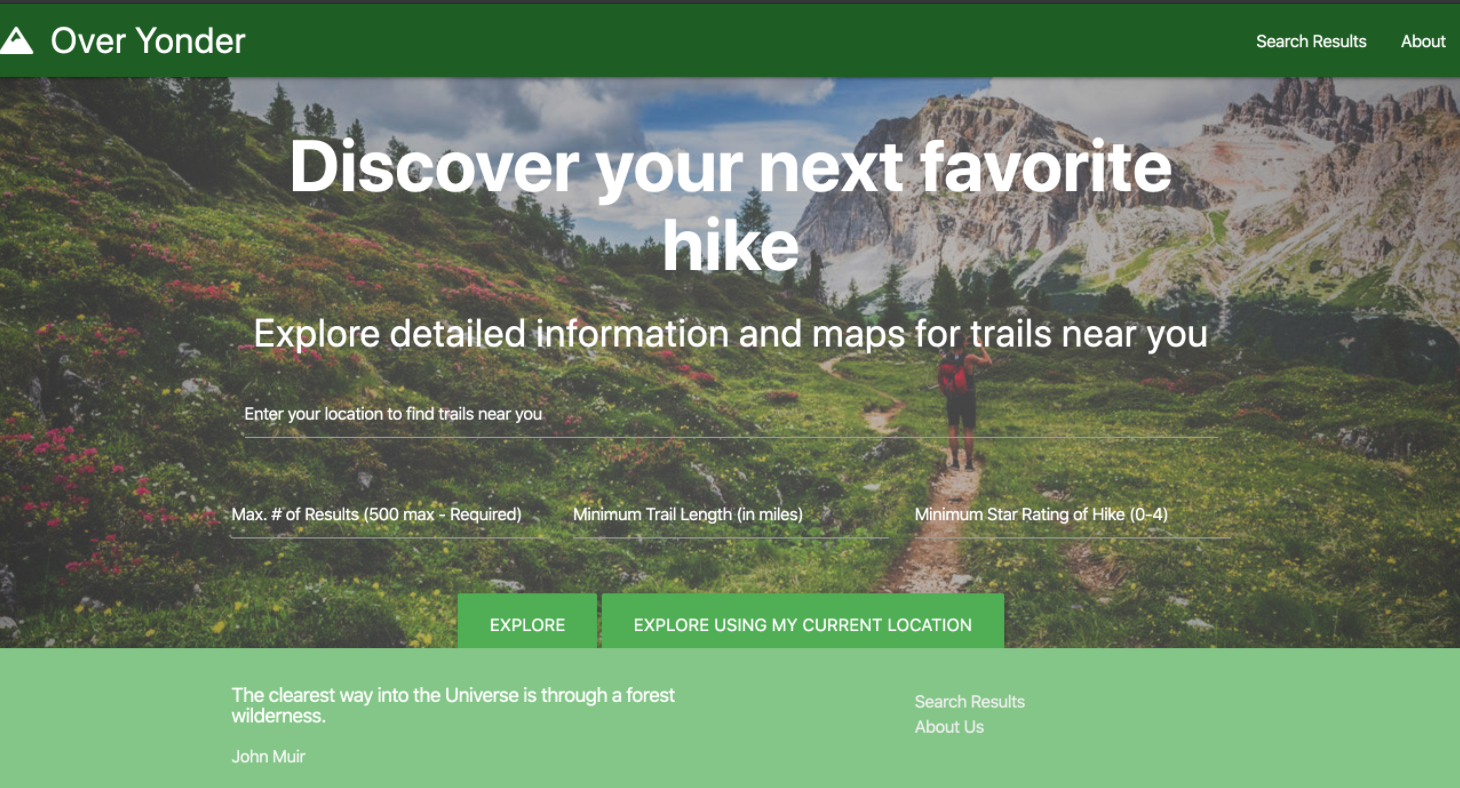 Over Yonder
Search Results
About
Discover your next favorite
hike
Explore detailed information and maps for trails near you
Enter your location to find trails near you
Max. # of Results (500 max - Required)
Minimum Trail Length (in miles)
Minimum Star Rating of Hike (0-4)
EXPLORE
EXPLORE USING MY CURRENT LOCATION
The clearest way into the Universe is through a forest
wilderness.
John Muir
Search Results
About Us